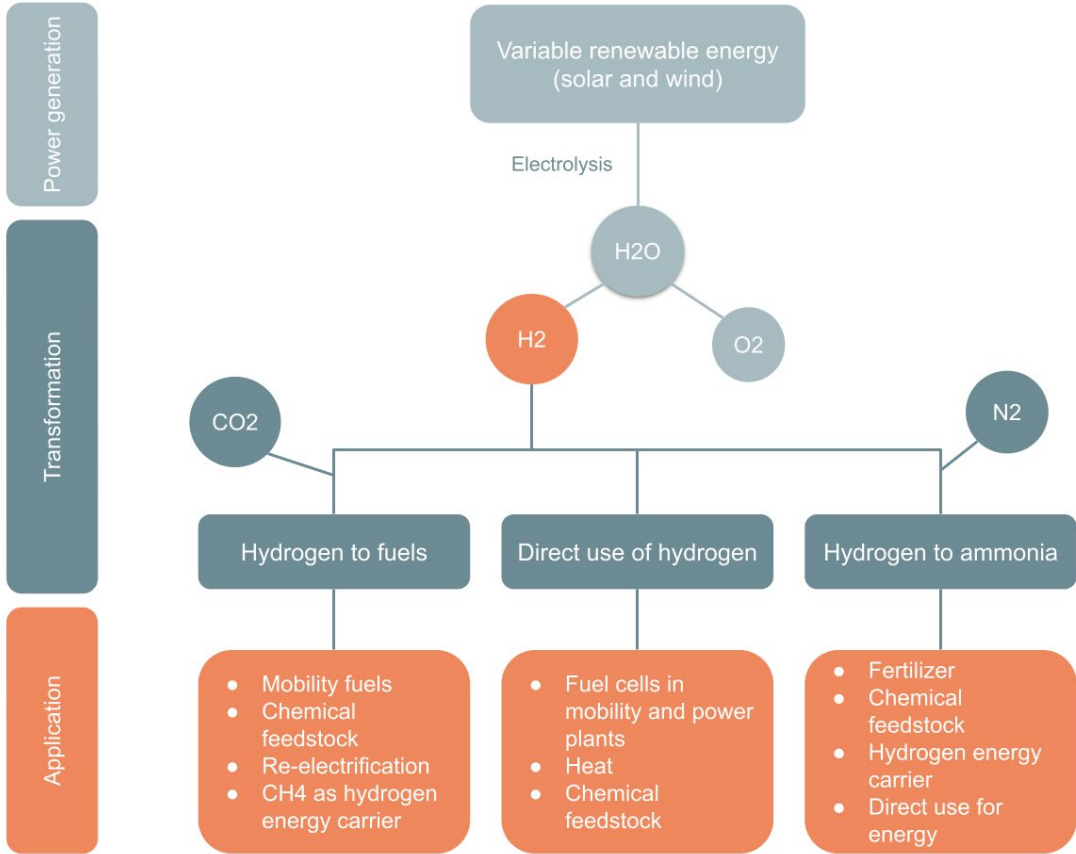 Power generation
Variable renewable energy
(solar and wind)
Electrolysis
Transformation
H2O
H2
O2
CO2
N2
Hydrogen to fuels
Direct use of hydrogen
Hydrogen to ammonia
Application
● Mobility fuels
● Chemical
feedstock
● Re-electrification
● CH4 as hydrogen
energy carrier
● Fuel cells in
mobility and power
plants
● Heat
● Chemical
feedstock
● Fertilizer
● Chemical
feedstock
● Hydrogen energy
carrier
● Direct use for
energy